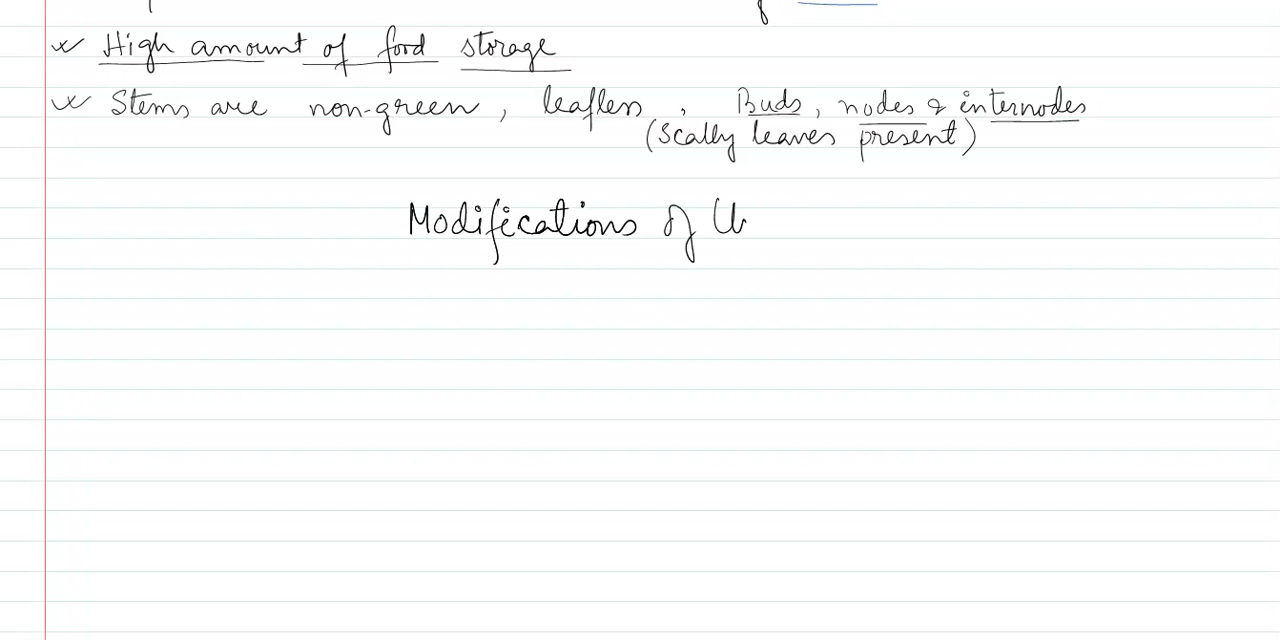 High amount of food storage
Stems are non-green, leafless, Buds, nodes & internodes
(Scally leaves present)
Modifications of U